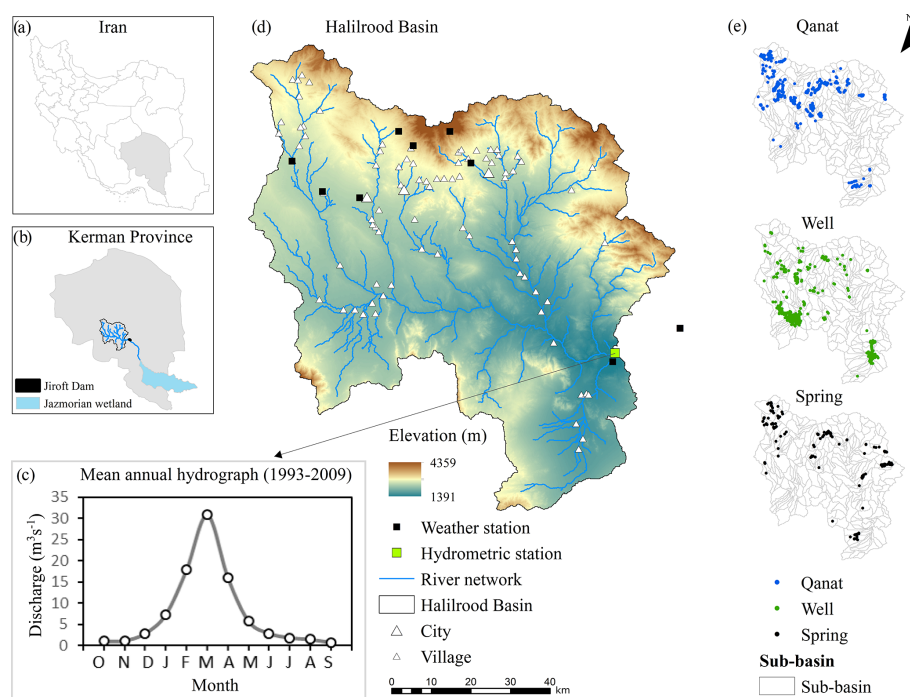 (a)
Iran
(b)
Kerman Province
Jiroft Dam
Jazmorian wetland
(c)
Mean annual hydrograph (1993-2009)
Discharge (m³s⁻¹)
35
30
25
20
15
10
5
0
O N D J F M A M J J A S
Month
(d)
Halilrood Basin
Elevation (m)
4359
1391
Weather station
Hydrometric station
River network
Halilrood Basin
City
Village
0 5 10 20 30 40
km
(e)
N
Qanat
Well
Spring
Qanat
Well
Spring
Sub-basin
Sub-basin